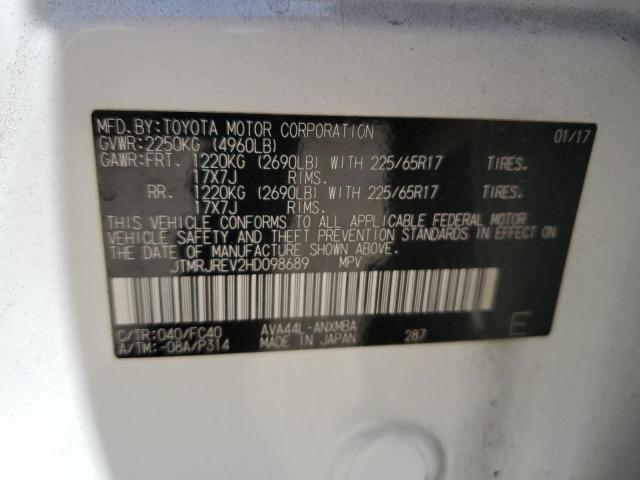 MFD.BY:TOYOTA MOTOR CORPORATION 01/17
GVWR:2250KG (4960LB)
GAWR:FRT. 1220KG (2690LB) WITH 225/65R17 TIRES.
17X7J RIMS.
RR. 1220KG (2690LB) WITH 225/65R17 TIRES.
17X7J RIMS.
THIS VEHICLE CONFORMS TO ALL APPLICABLE FEDERAL MOTOR
VEHICLE SAFETY AND THEFT PREVENTION STANDARDS IN EFFECT ON
THE DATE OF MANUFACTURE SHOWN ABOVE.
JTMRJREV2HD098689 MPV
C/TR:040/FC40 AVA44L-ANXMBA
A/TM:-08A/P314 MADE IN JAPAN 287 E